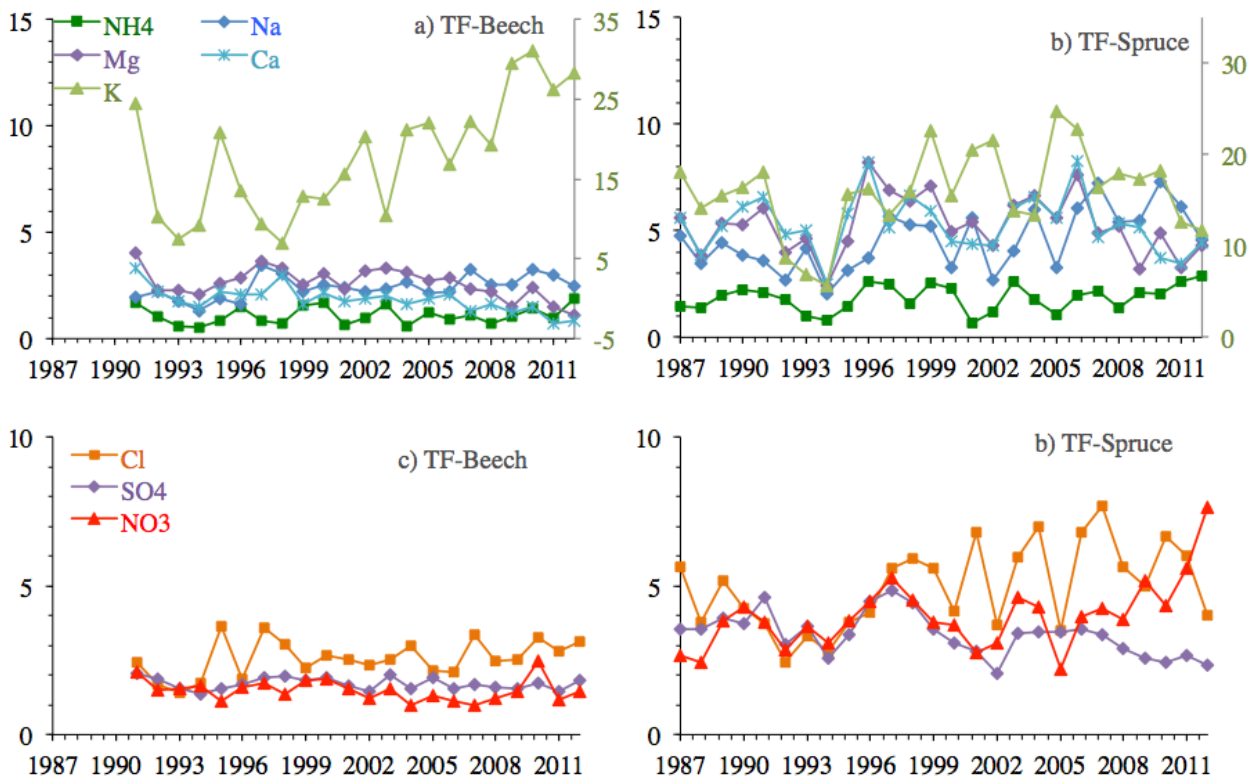 15 10 5 0
35 25 15 5 -5
NH4 Na
Mg Ca
K
a) TF-Beech
1987 1990 1993 1996 1999 2002 2005 2008 2011
15 10 5 0
30 20 10 0
b) TF-Spruce
1987 1990 1993 1996 1999 2002 2005 2008 2011
10 5 0
Cl
SO4
NO3
c) TF-Beech
1987 1990 1993 1996 1999 2002 2005 2008 2011
10 5 0
b) TF-Spruce
1987 1990 1993 1996 1999 2002 2005 2008 2011